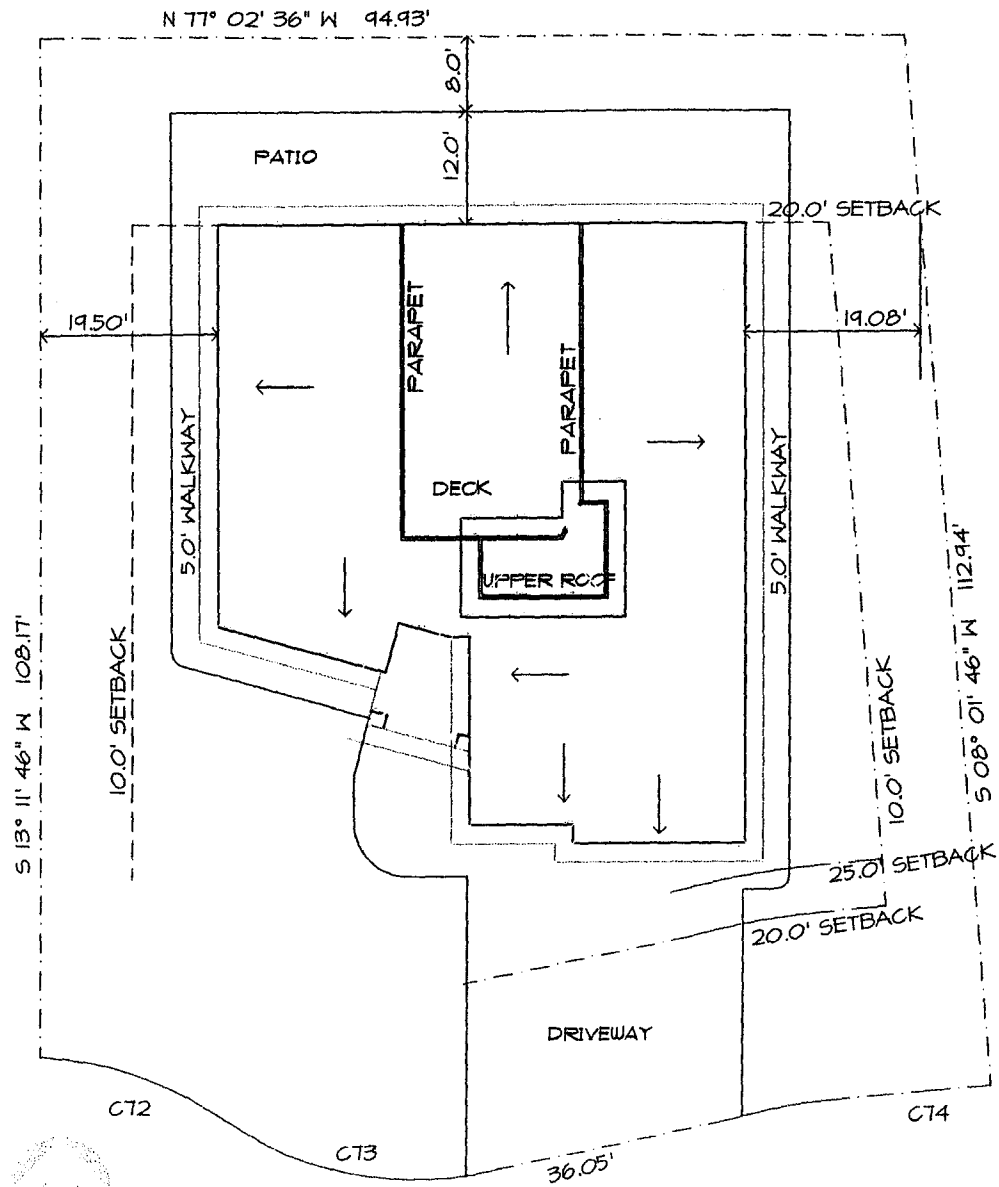 N 77° 02' 36" W 94.93'
8.0'
12.0'
PATIO
20.0' SETBACK
19.50'
19.08'
PARAPET
PARAPET
5.0' WALKWAY
5.0' WALKWAY
DECK
UPPER ROOF
S 13° 11' 46" W 108.17'
10.0' SETBACK
10.0' SETBACK
S 08° 01' 46" W 112.94'
25.0' SETBACK
20.0' SETBACK
DRIVEWAY
C72
C73
36.05'
C74